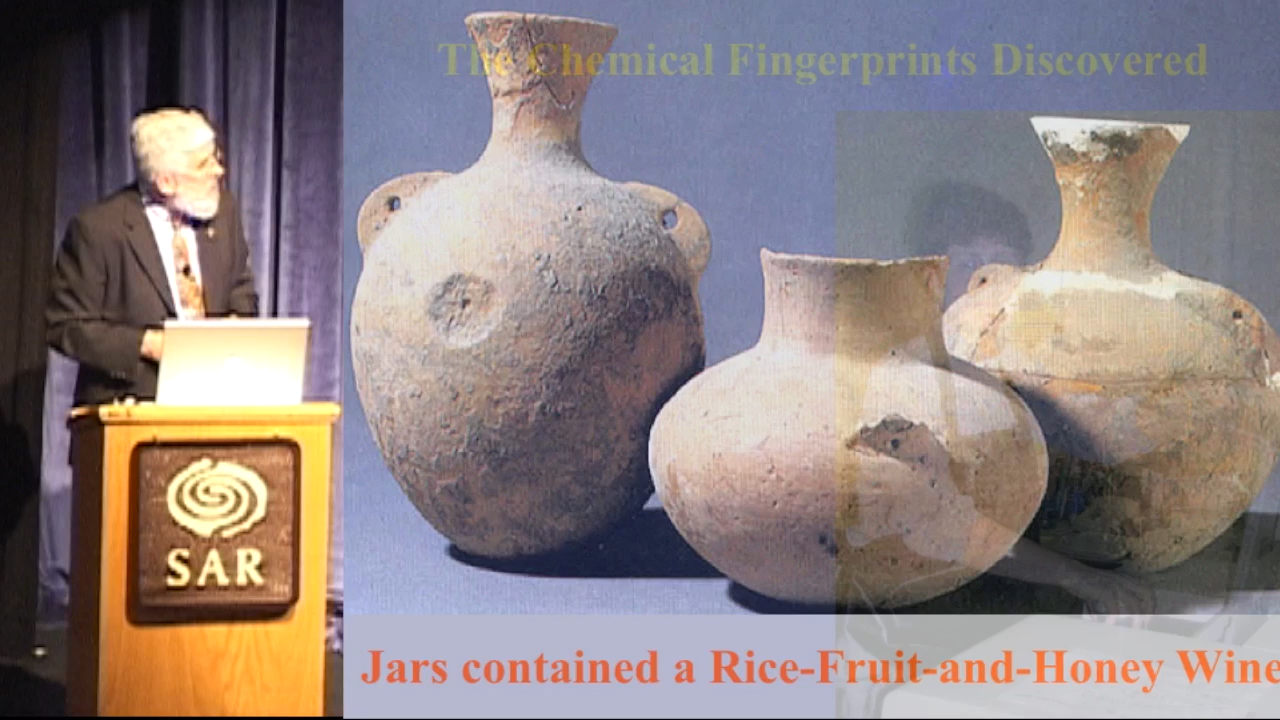 The Chemical Fingerprints Discovered
SAR
Jars contained a Rice-Fruit-and-Honey Wine